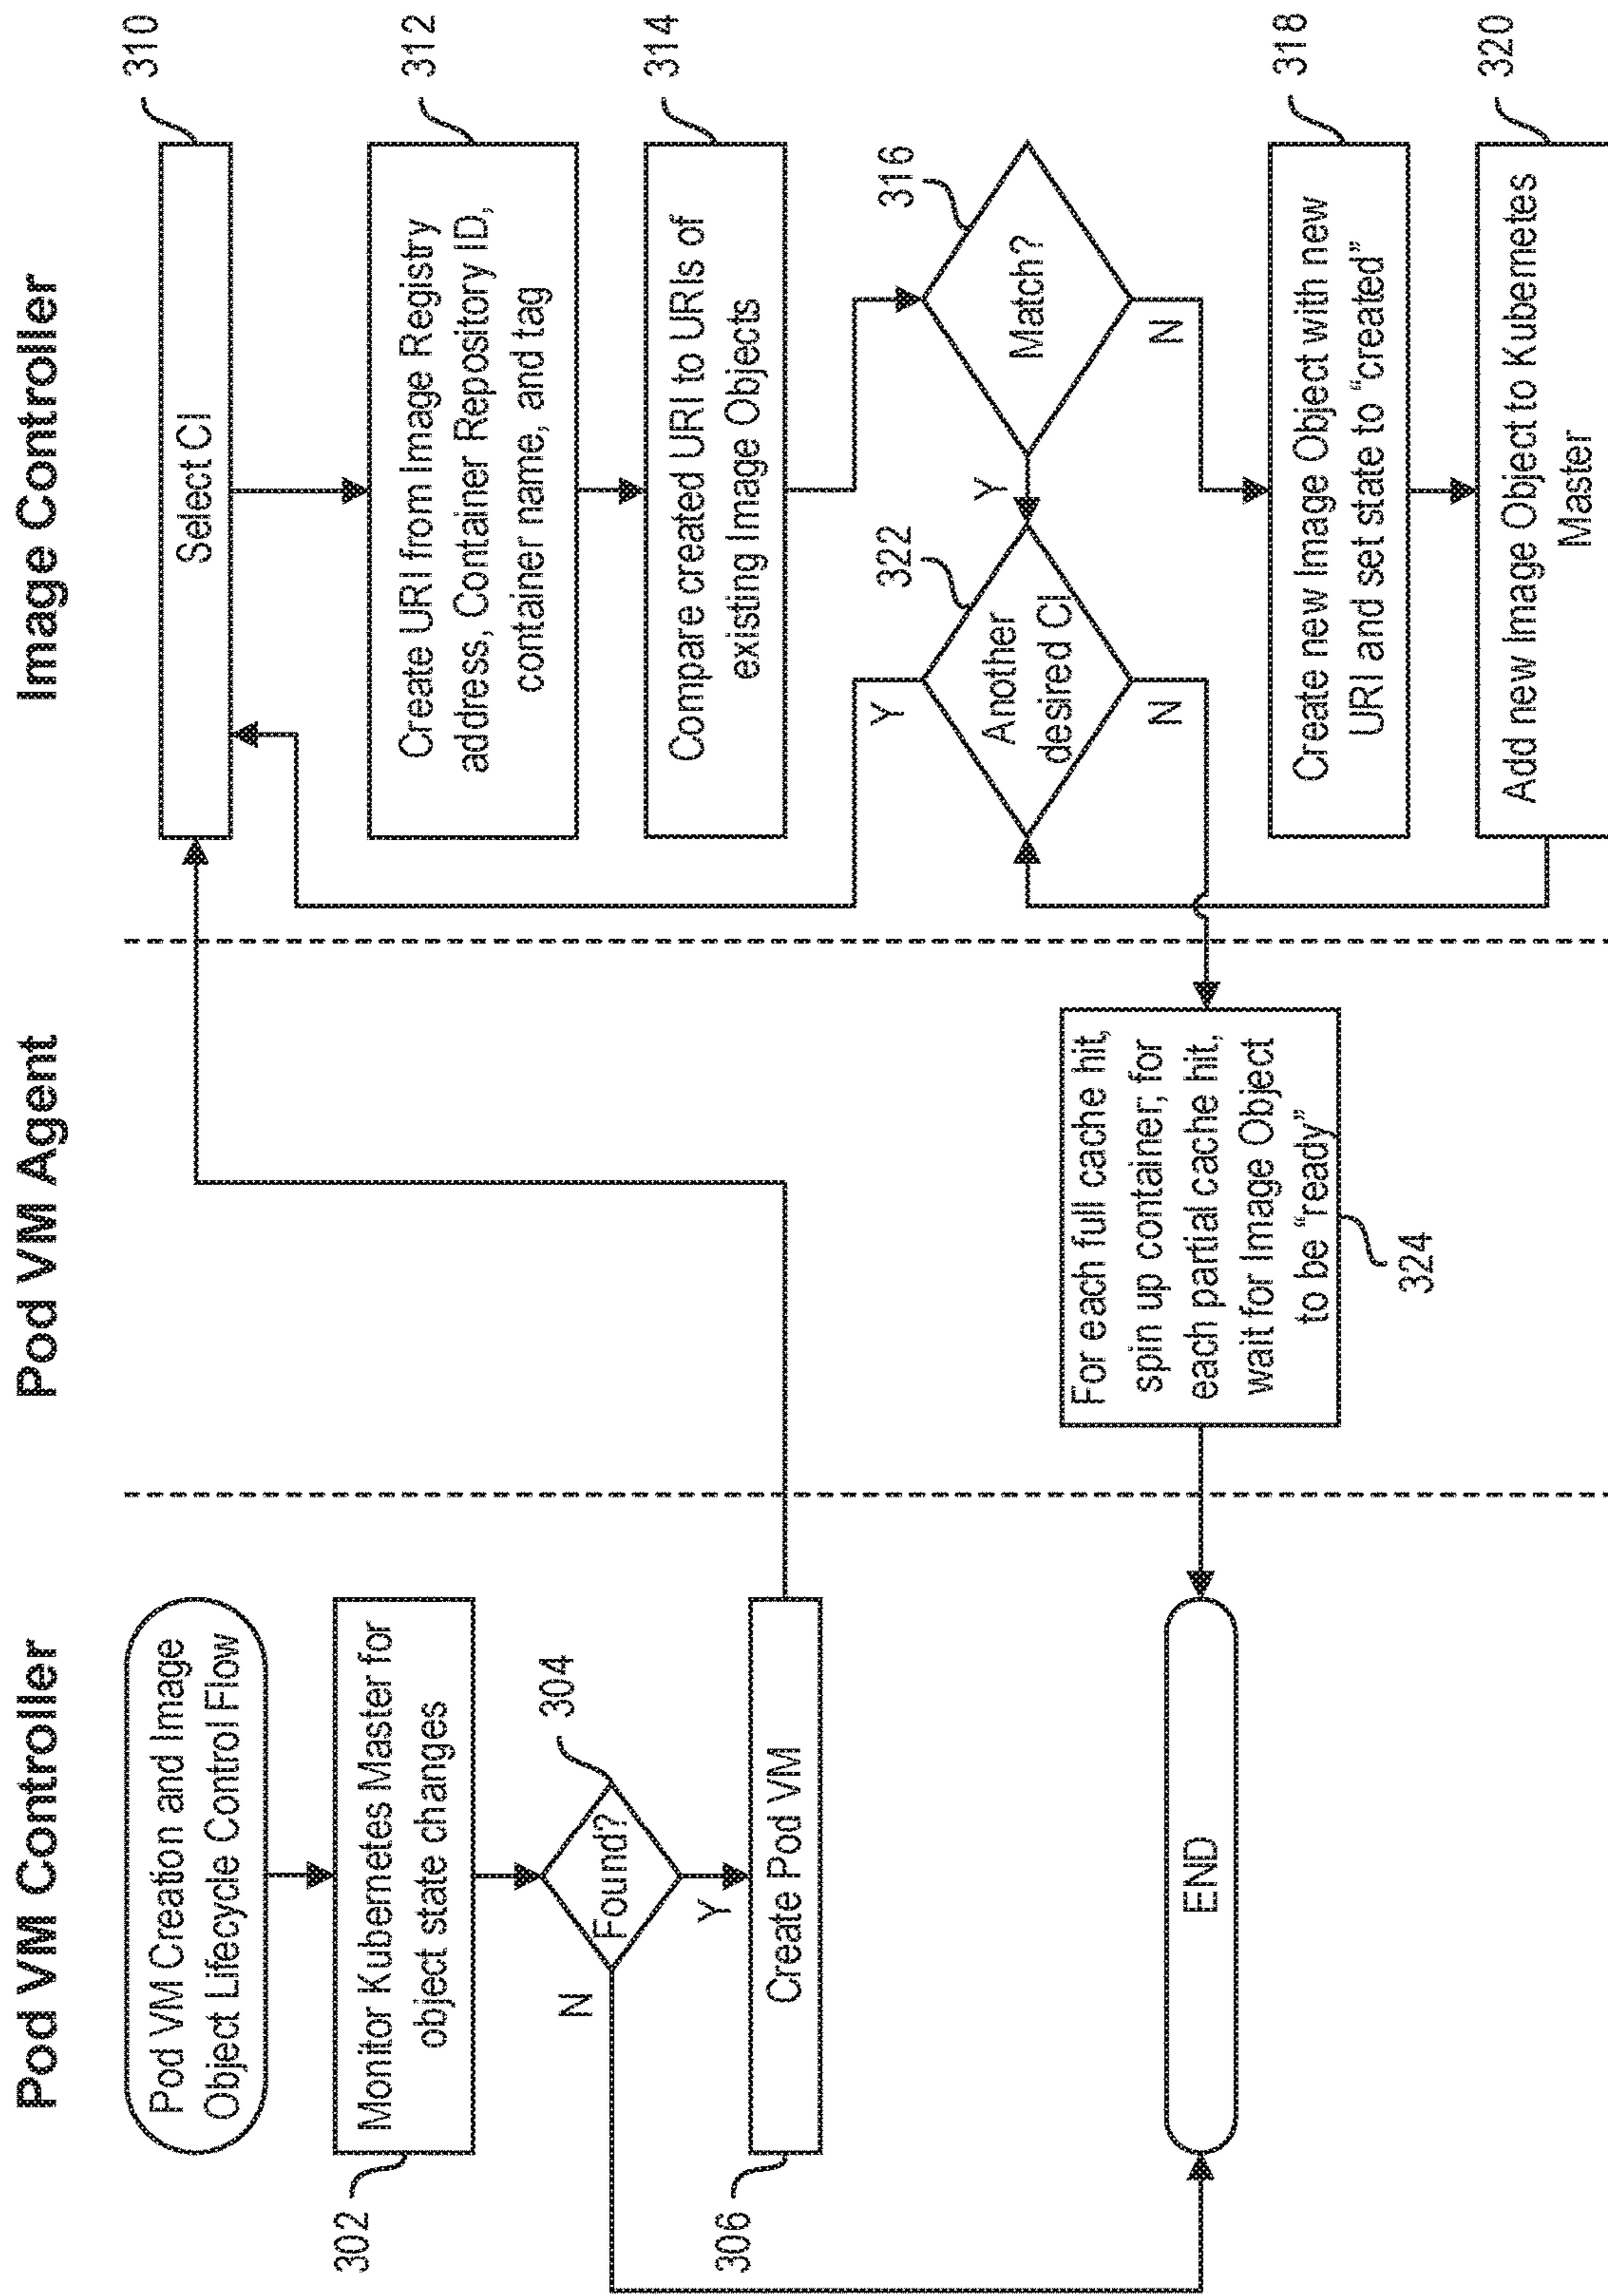 Pod VM Controller
Pod VM Agent
Image Controller
Pod VM Creation and Image
Object Lifecycle Control Flow
302
Monitor Kubernetes Master for
object state changes
304
Found?
N
Y
306
Create Pod VM
END
For each full cache hit,
spin up container; for
each partial cache hit,
wait for Image Object
to be “ready”
324
310
Select CI
312
Create URI from Image Registry
address, Container Repository ID,
container name, and tag
314
Compare created URI to URIs of
existing Image Objects
316
Match?
Y
N
322
Another
desired CI
Y
N
318
Create new Image Object with new
URI and set state to “created”
320
Add new Image Object to Kubernetes
Master